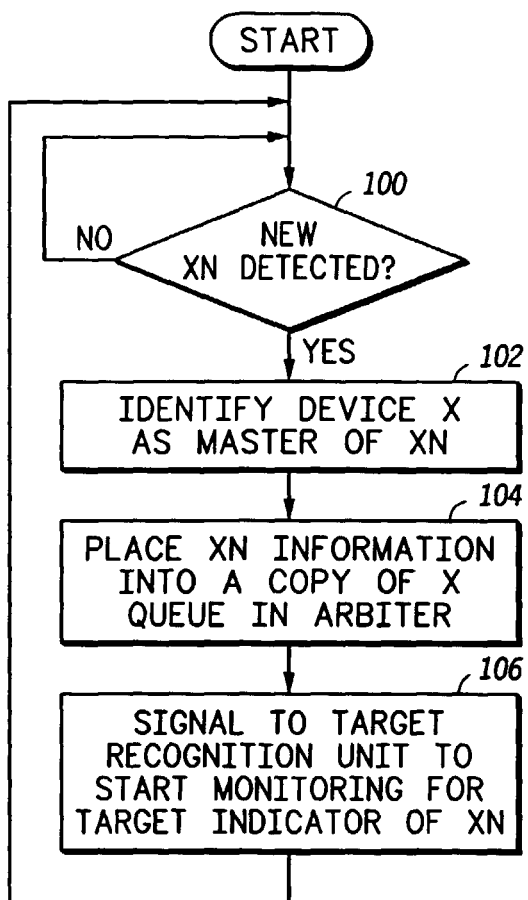 START
100
NEW
XN DETECTED?
NO
YES
102
IDENTIFY DEVICE X
AS MASTER OF XN
104
PLACE XN INFORMATION
INTO A COPY OF X
QUEUE IN ARBITER
106
SIGNAL TO TARGET
RECOGNITION UNIT TO
START MONITORING FOR
TARGET INDICATOR OF XN